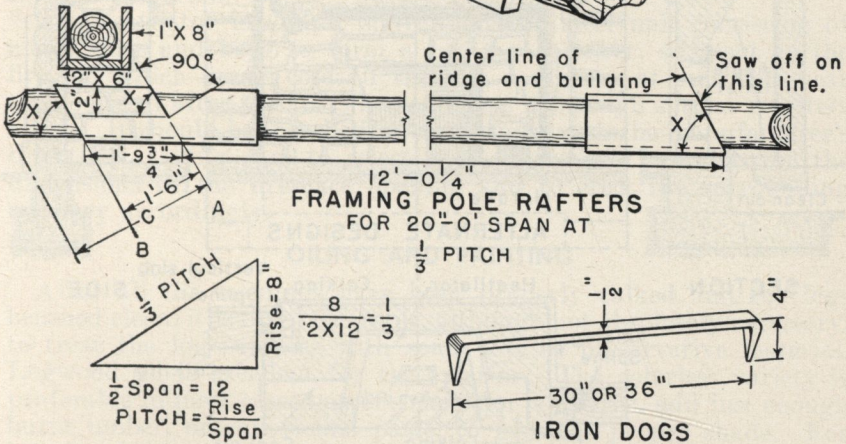 1"X 8"
90°
2"X 6"
2"
X
X
Center line of
ridge and building
Saw off on
this line.
X
1'-9 3/4"
1'-6"
12'-0 1/4"
A
C
B
FRAMING POLE RAFTERS
FOR 20"-0' SPAN AT
1/3 PITCH
1/3 PITCH
Rise=8"
8/2X12 = 1/3
1/2 Span = 12
PITCH = Rise/Span
1/2"
4"
30" OR 36"
IRON DOGS